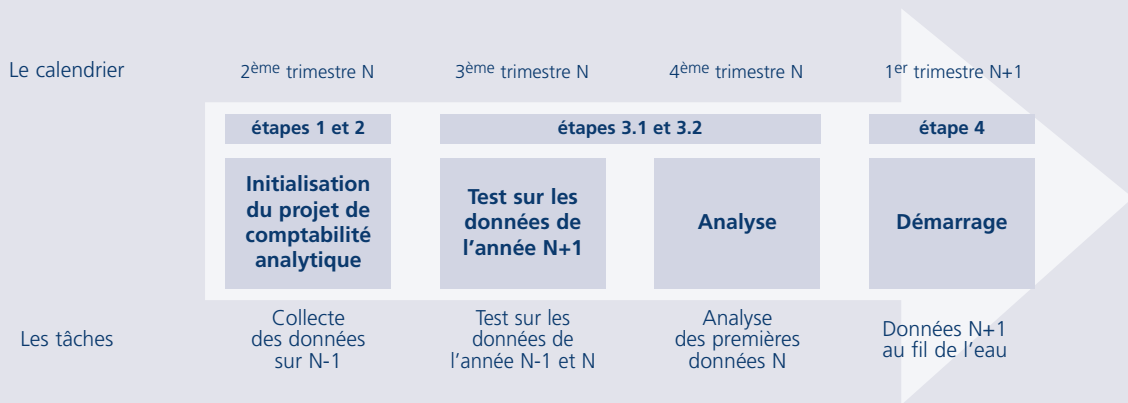 Le calendrier
2ème trimestre N
3ème trimestre N
4ème trimestre N
1er trimestre N+1
étapes 1 et 2
étapes 3.1 et 3.2
étape 4
Initialisation
du projet de
comptabilité
analytique
Test sur les
données de
l'année N+1
Analyse
Démarrage
Les tâches
Collecte
des données
sur N-1
Test sur les
données de
l'année N-1 et N
Analyse
des premières
données N
Données N+1
au fil de l'eau